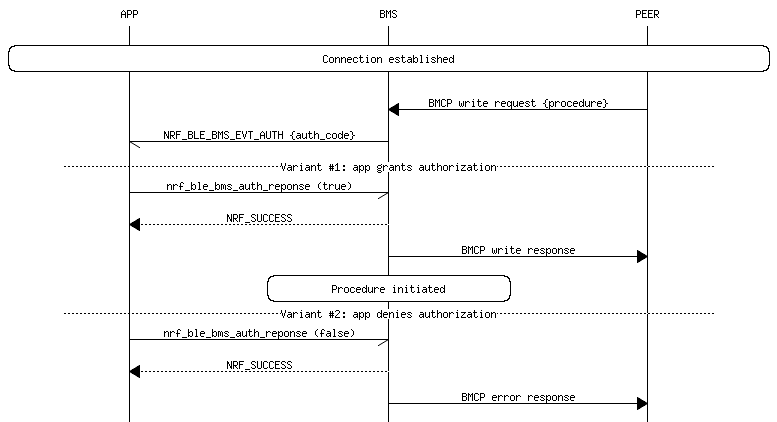 APP BMS PEER
Connection established
BMCP write request {procedure}
NRF_BLE_BMS_EVT_AUTH {auth_code}
Variant #1: app grants authorization
nrf_ble_bms_auth_reponse (true)
NRF_SUCCESS
BMCP write response
Procedure initiated
Variant #2: app denies authorization
nrf_ble_bms_auth_reponse (false)
NRF_SUCCESS
BMCP error response